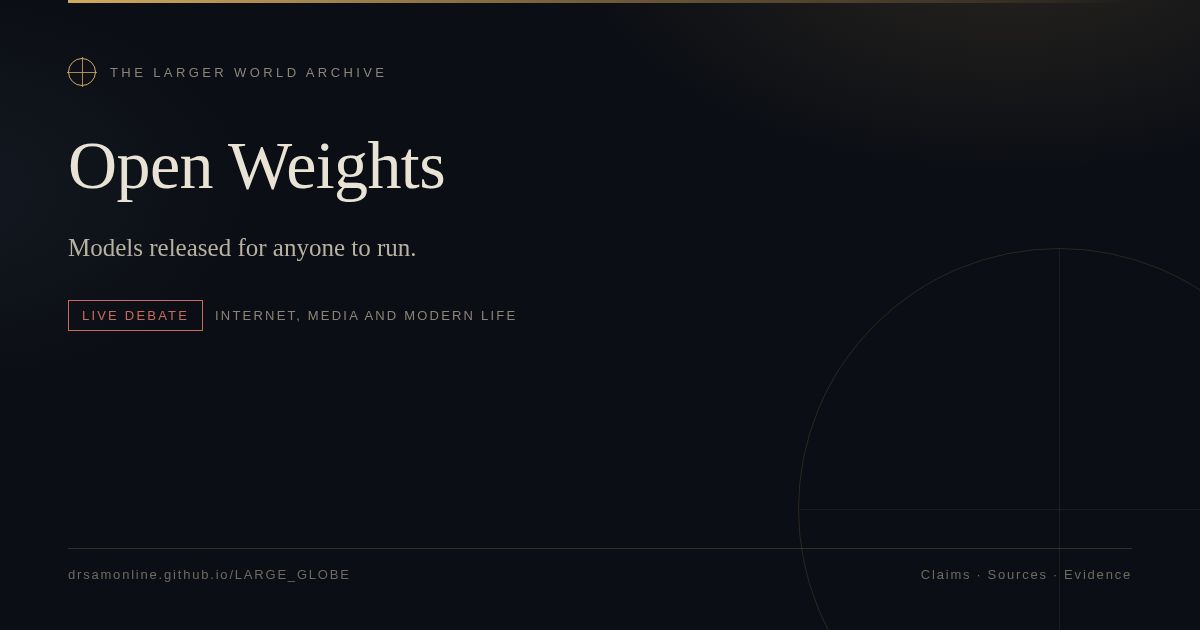 THE LARGER WORLD ARCHIVE
Open Weights
Models released for anyone to run.
LIVE DEBATE INTERNET, MEDIA AND MODERN LIFE
drsamonline.github.io/LARGE_GLOBE Claims · Sources · Evidence